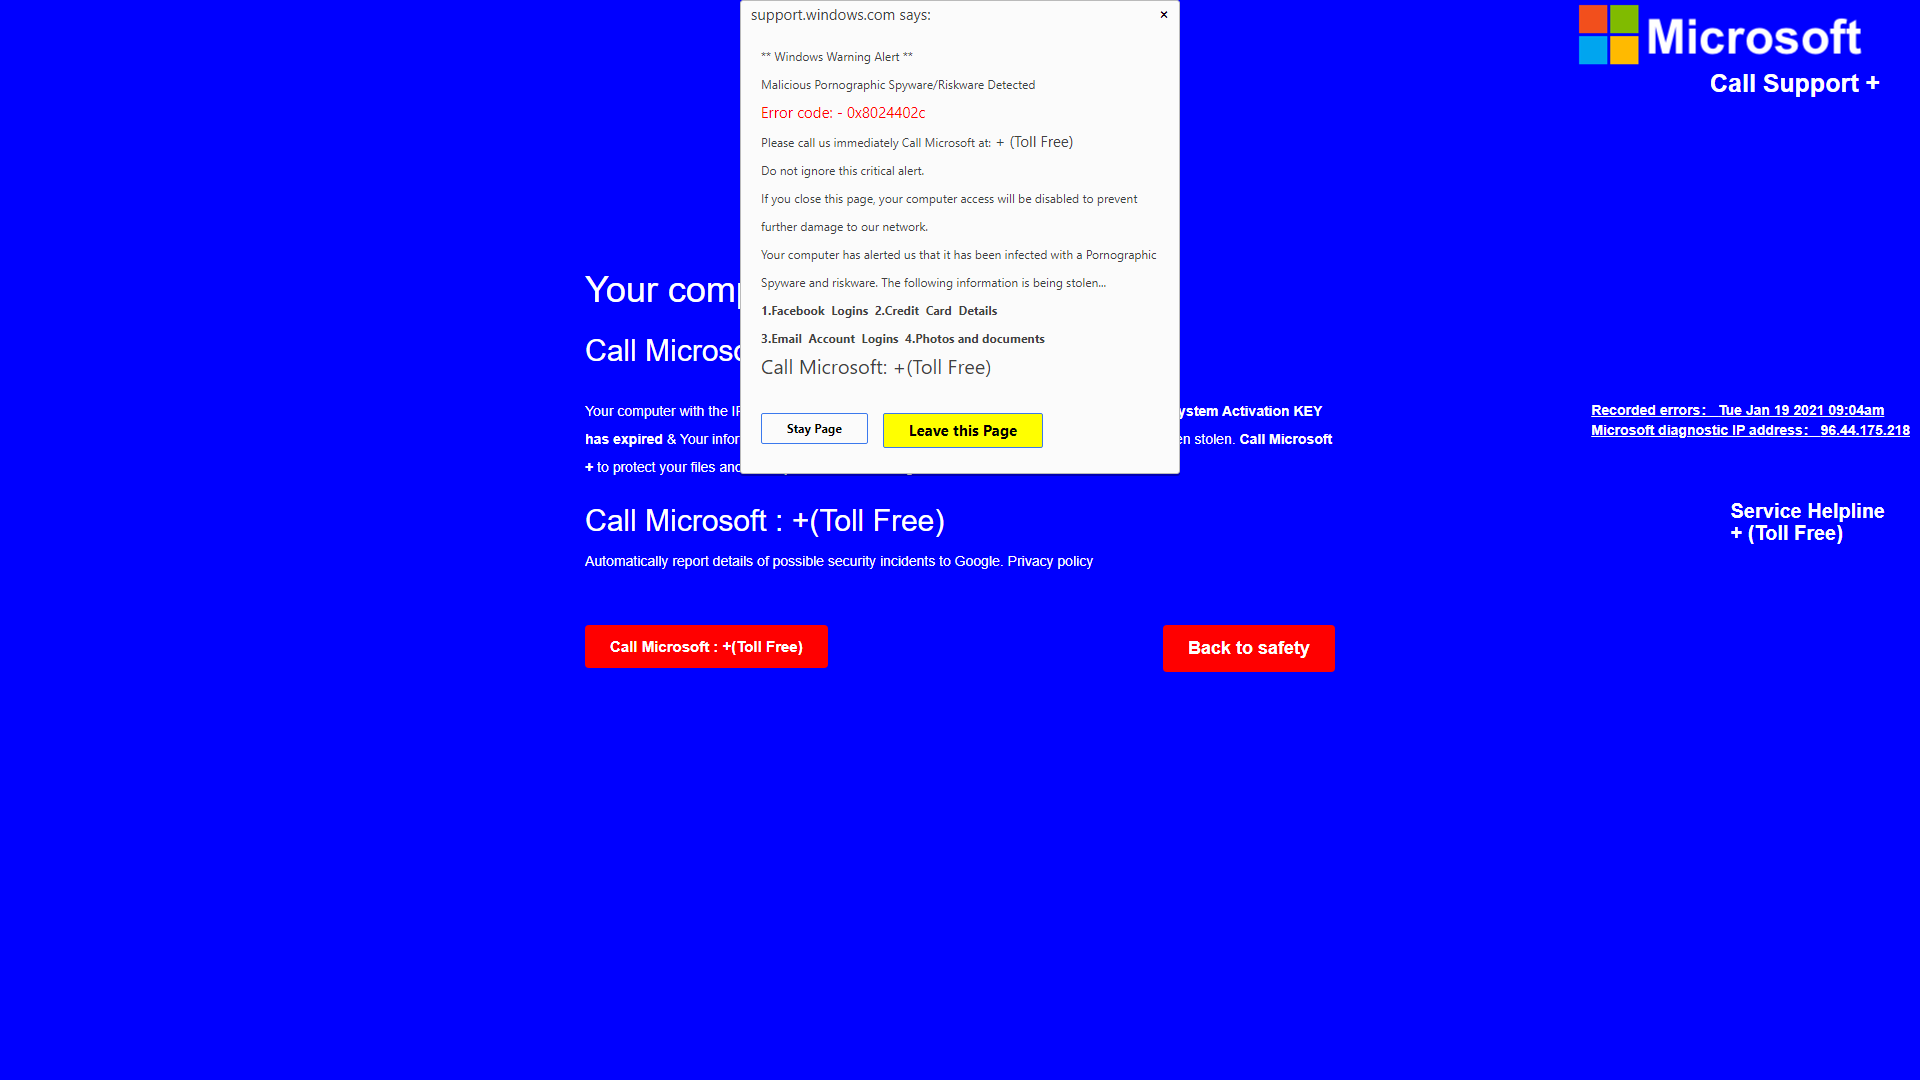 support.windows.com says:
×
** Windows Warning Alert **
Malicious Pornographic Spyware/Riskware Detected
Error code: - 0x8024402c
Please call us immediately Call Microsoft at: + (Toll Free)
Do not ignore this critical alert.
If you close this page, your computer access will be disabled to prevent
further damage to our network.
Your computer has alerted us that it has been infected with a Pornographic
Spyware and riskware. The following information is being stolen...
1.Facebook Logins 2.Credit Card Details
3.Email Account Logins 4.Photos and documents
Call Microsoft: +(Toll Free)
Stay Page
Leave this Page
Microsoft
Call Support +
Your
Call
Your computer with the
ystem Activation KEY
has expired & Your
en stolen. Call Microsoft
+ to protect your files
Call Microsoft : +(Toll Free)
Automatically report details of possible security incidents to Google. Privacy policy
Call Microsoft : +(Toll Free)
Back to safety
Recorded errors: Tue Jan 19 2021 09:04am
Microsoft diagnostic IP address: 96.44.175.218
Service Helpline
+ (Toll Free)